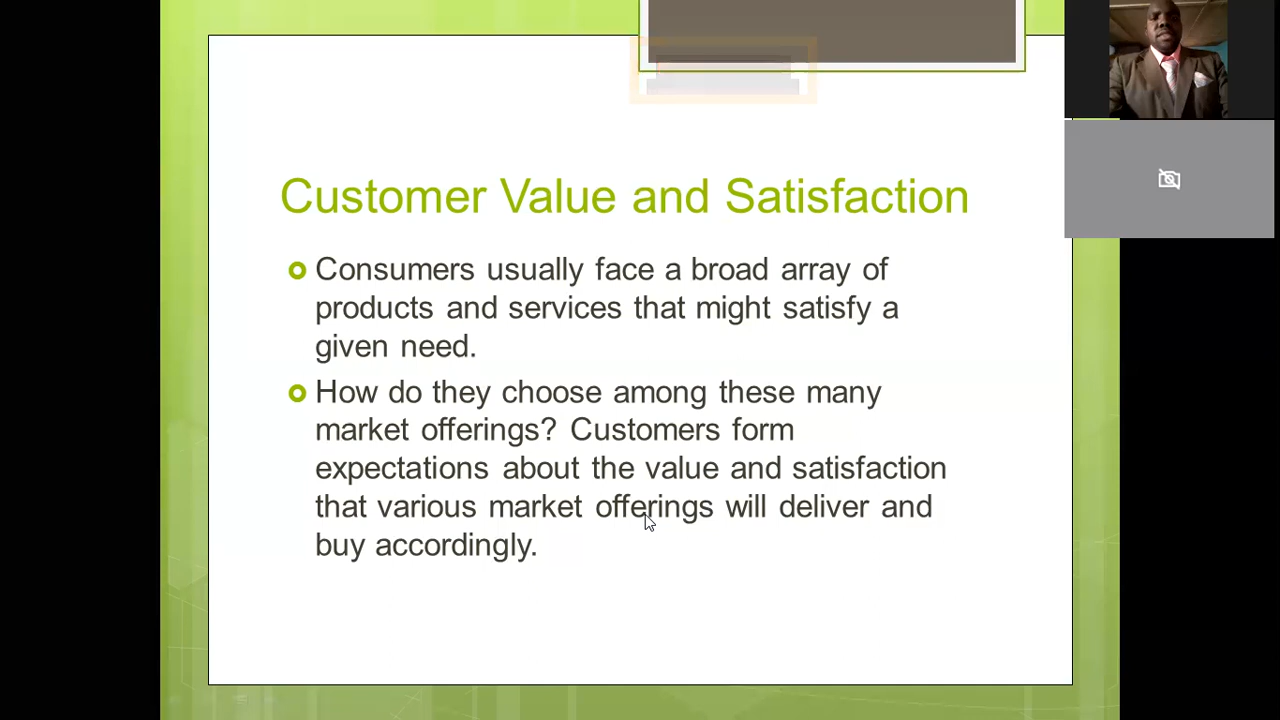 Customer Value and Satisfaction
Consumers usually face a broad array of
products and services that might satisfy a
given need.
How do they choose among these many
market offerings? Customers form
expectations about the value and satisfaction
that various market offerings will deliver and
buy accordingly.